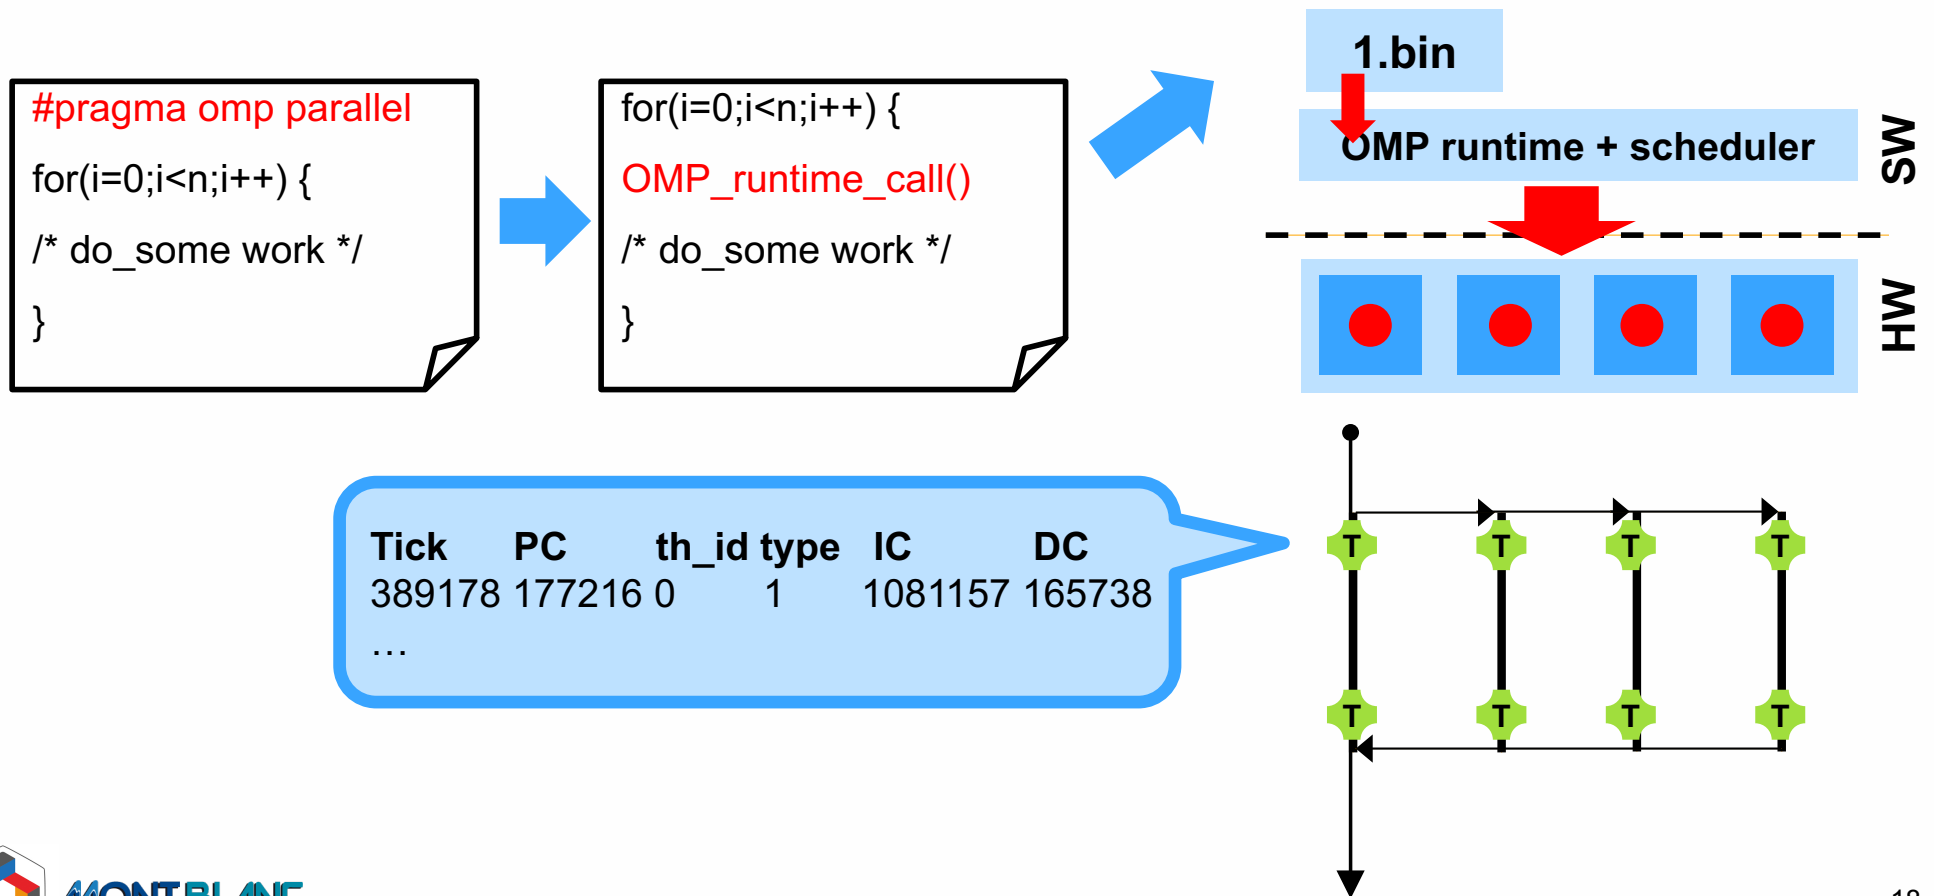 #pragma omp parallel
for(i=0;i<n;i++) {
/* do_some work */
}
for(i=0;i<n;i++) {
OMP_runtime_call()
/* do_some work */
}
1.bin
OMP runtime + scheduler
SW
HW
Tick PC th_id type IC DC
389178 177216 0 1 1081157 165738
…
T T T T
T T T T
MONTBLANC